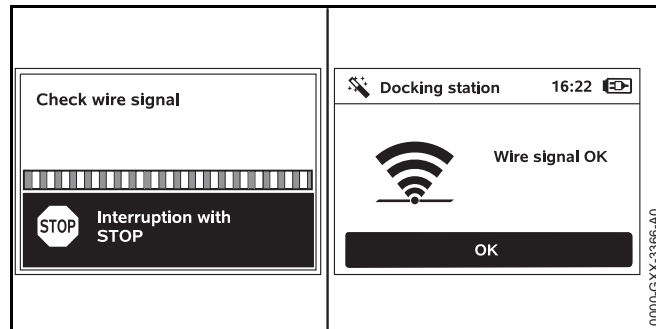 Check wire signal
STOP
Interruption with
STOP
Docking station 16:22
Wire signal OK
OK
0000-GXX-3366-A0